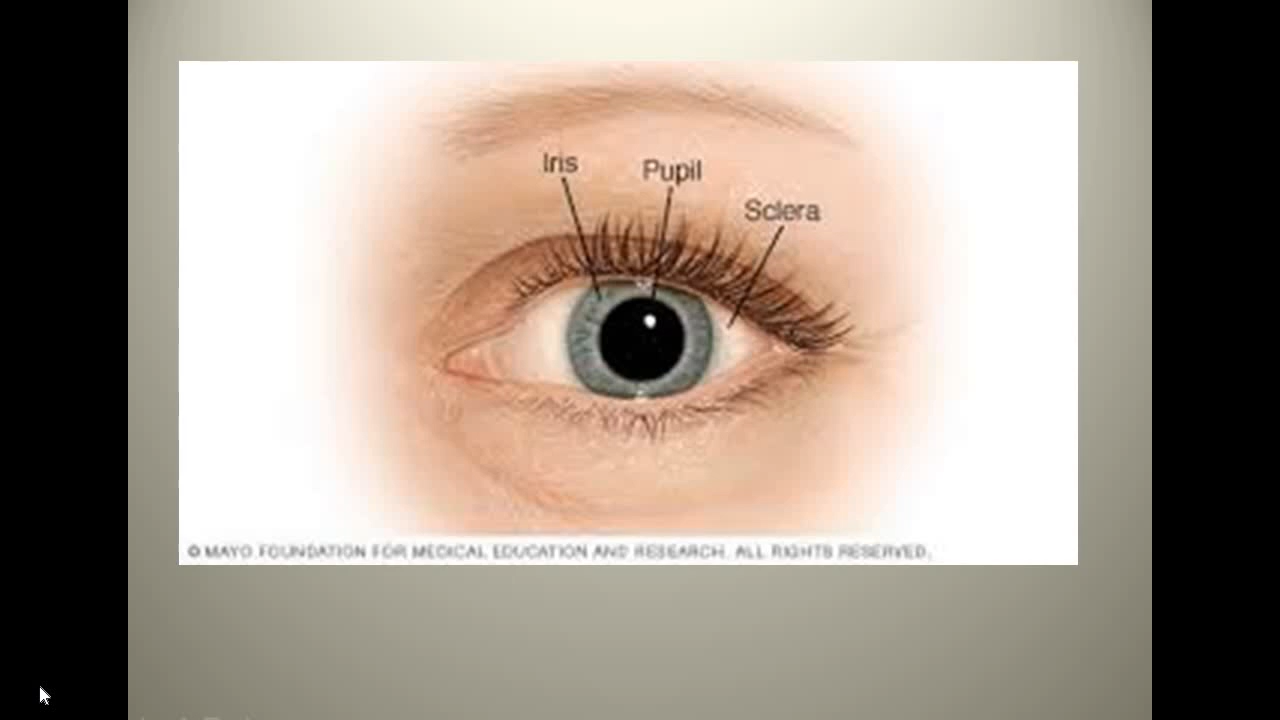 Iris
Pupil
Sclera
© MAYO FOUNDATION FOR MEDICAL EDUCATION AND RESEARCH. ALL RIGHTS RESERVED.